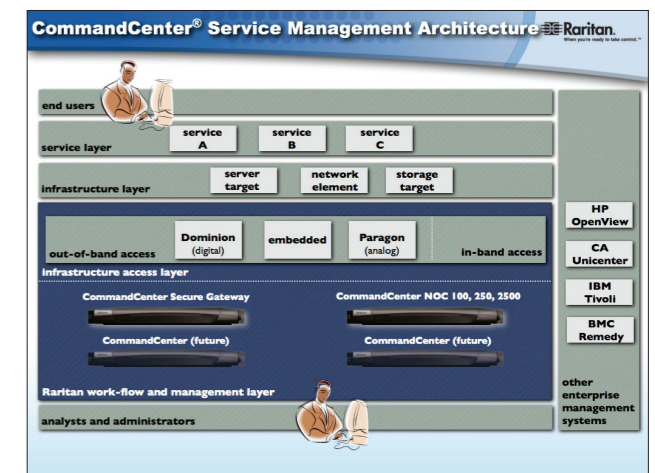 CommandCenter® Service Management Architecture
Raritan.
When you're ready to take control.™
end users
service layer
service A
service B
service C
infrastructure layer
server target
network element
storage target
out-of-band access
Dominion (digital)
embedded
Paragon (analog)
in-band access
infrastructure access layer
CommandCenter Secure Gateway
CommandCenter NOC 100, 250, 2500
CommandCenter (future)
CommandCenter (future)
Raritan work-flow and management layer
analysts and administrators
HP OpenView
CA Unicenter
IBM Tivoli
BMC Remedy
other enterprise management systems